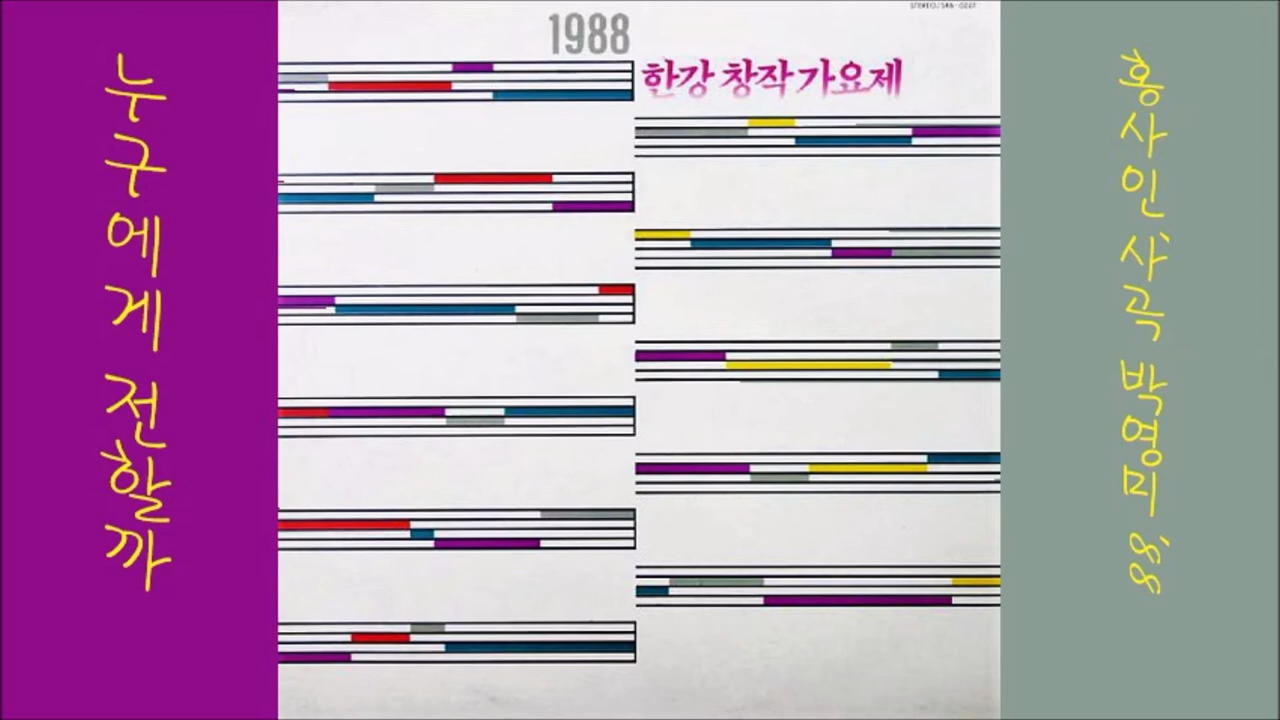 누구에게 전할까
1988
한강 창작 가요제
홍사인 사, 곡 박영미 '88